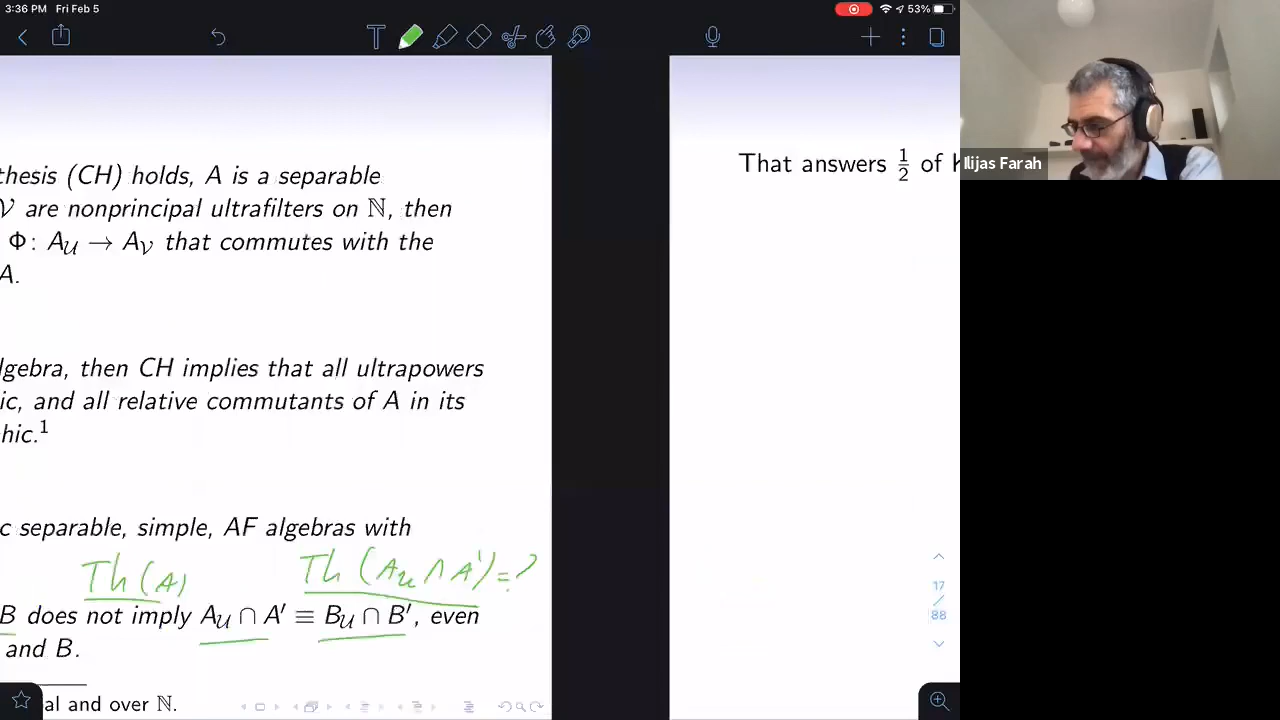 3:36 PM Fri Feb 5
53%
thesis (CH) holds, A is a separable
𝒱 are nonprincipal ultrafilters on ℕ, then
Φ: A_𝒰 → A_𝒱 that commutes with the
A.
lgebra, then CH implies that all ultrapowers
ic, and all relative commutants of A in its
hic.¹
c separable, simple, AF algebras with
Th (A) Th (A_𝒰 ∩ A') = ?
B does not imply A_𝒰 ∩ A′ ≡ B_𝒰 ∩ B′, even
and B.
al and over ℕ.
That answers ½ of
17
/
88
Ilijas Farah